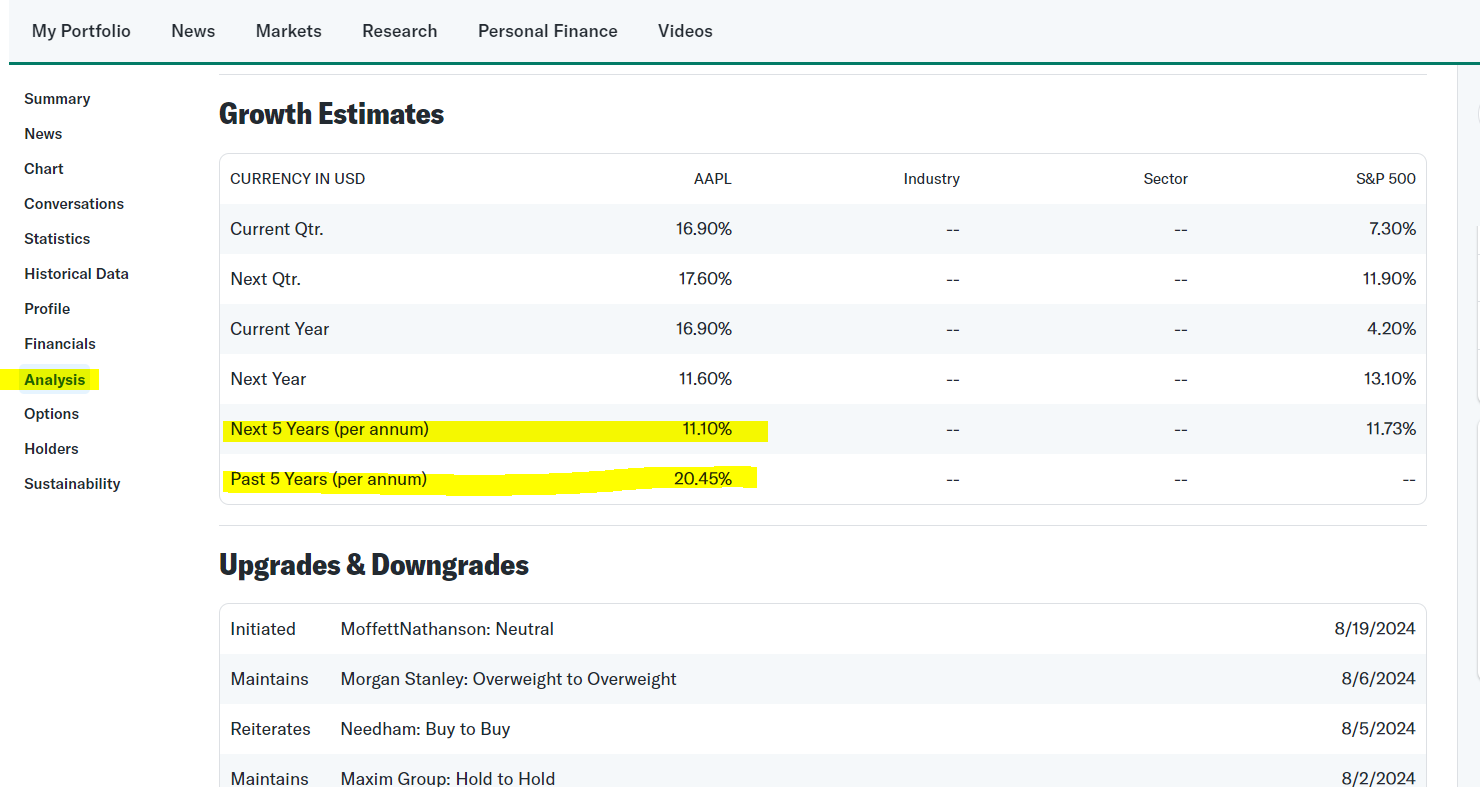 My Portfolio News Markets Research Personal Finance Videos
Summary
News
Chart
Conversations
Statistics
Historical Data
Profile
Financials
Analysis
Options
Holders
Sustainability
Growth Estimates
CURRENCY IN USD AAPL Industry Sector S&P 500
Current Qtr. 16.90% -- -- 7.30%
Next Qtr. 17.60% -- -- 11.90%
Current Year 16.90% -- -- 4.20%
Next Year 11.60% -- -- 13.10%
Next 5 Years (per annum) 11.10% -- -- 11.73%
Past 5 Years (per annum) 20.45% -- -- --
Upgrades & Downgrades
Initiated MoffettNathanson: Neutral 8/19/2024
Maintains Morgan Stanley: Overweight to Overweight 8/6/2024
Reiterates Needham: Buy to Buy 8/5/2024
Maintains Maxim Group: Hold to Hold 8/2/2024